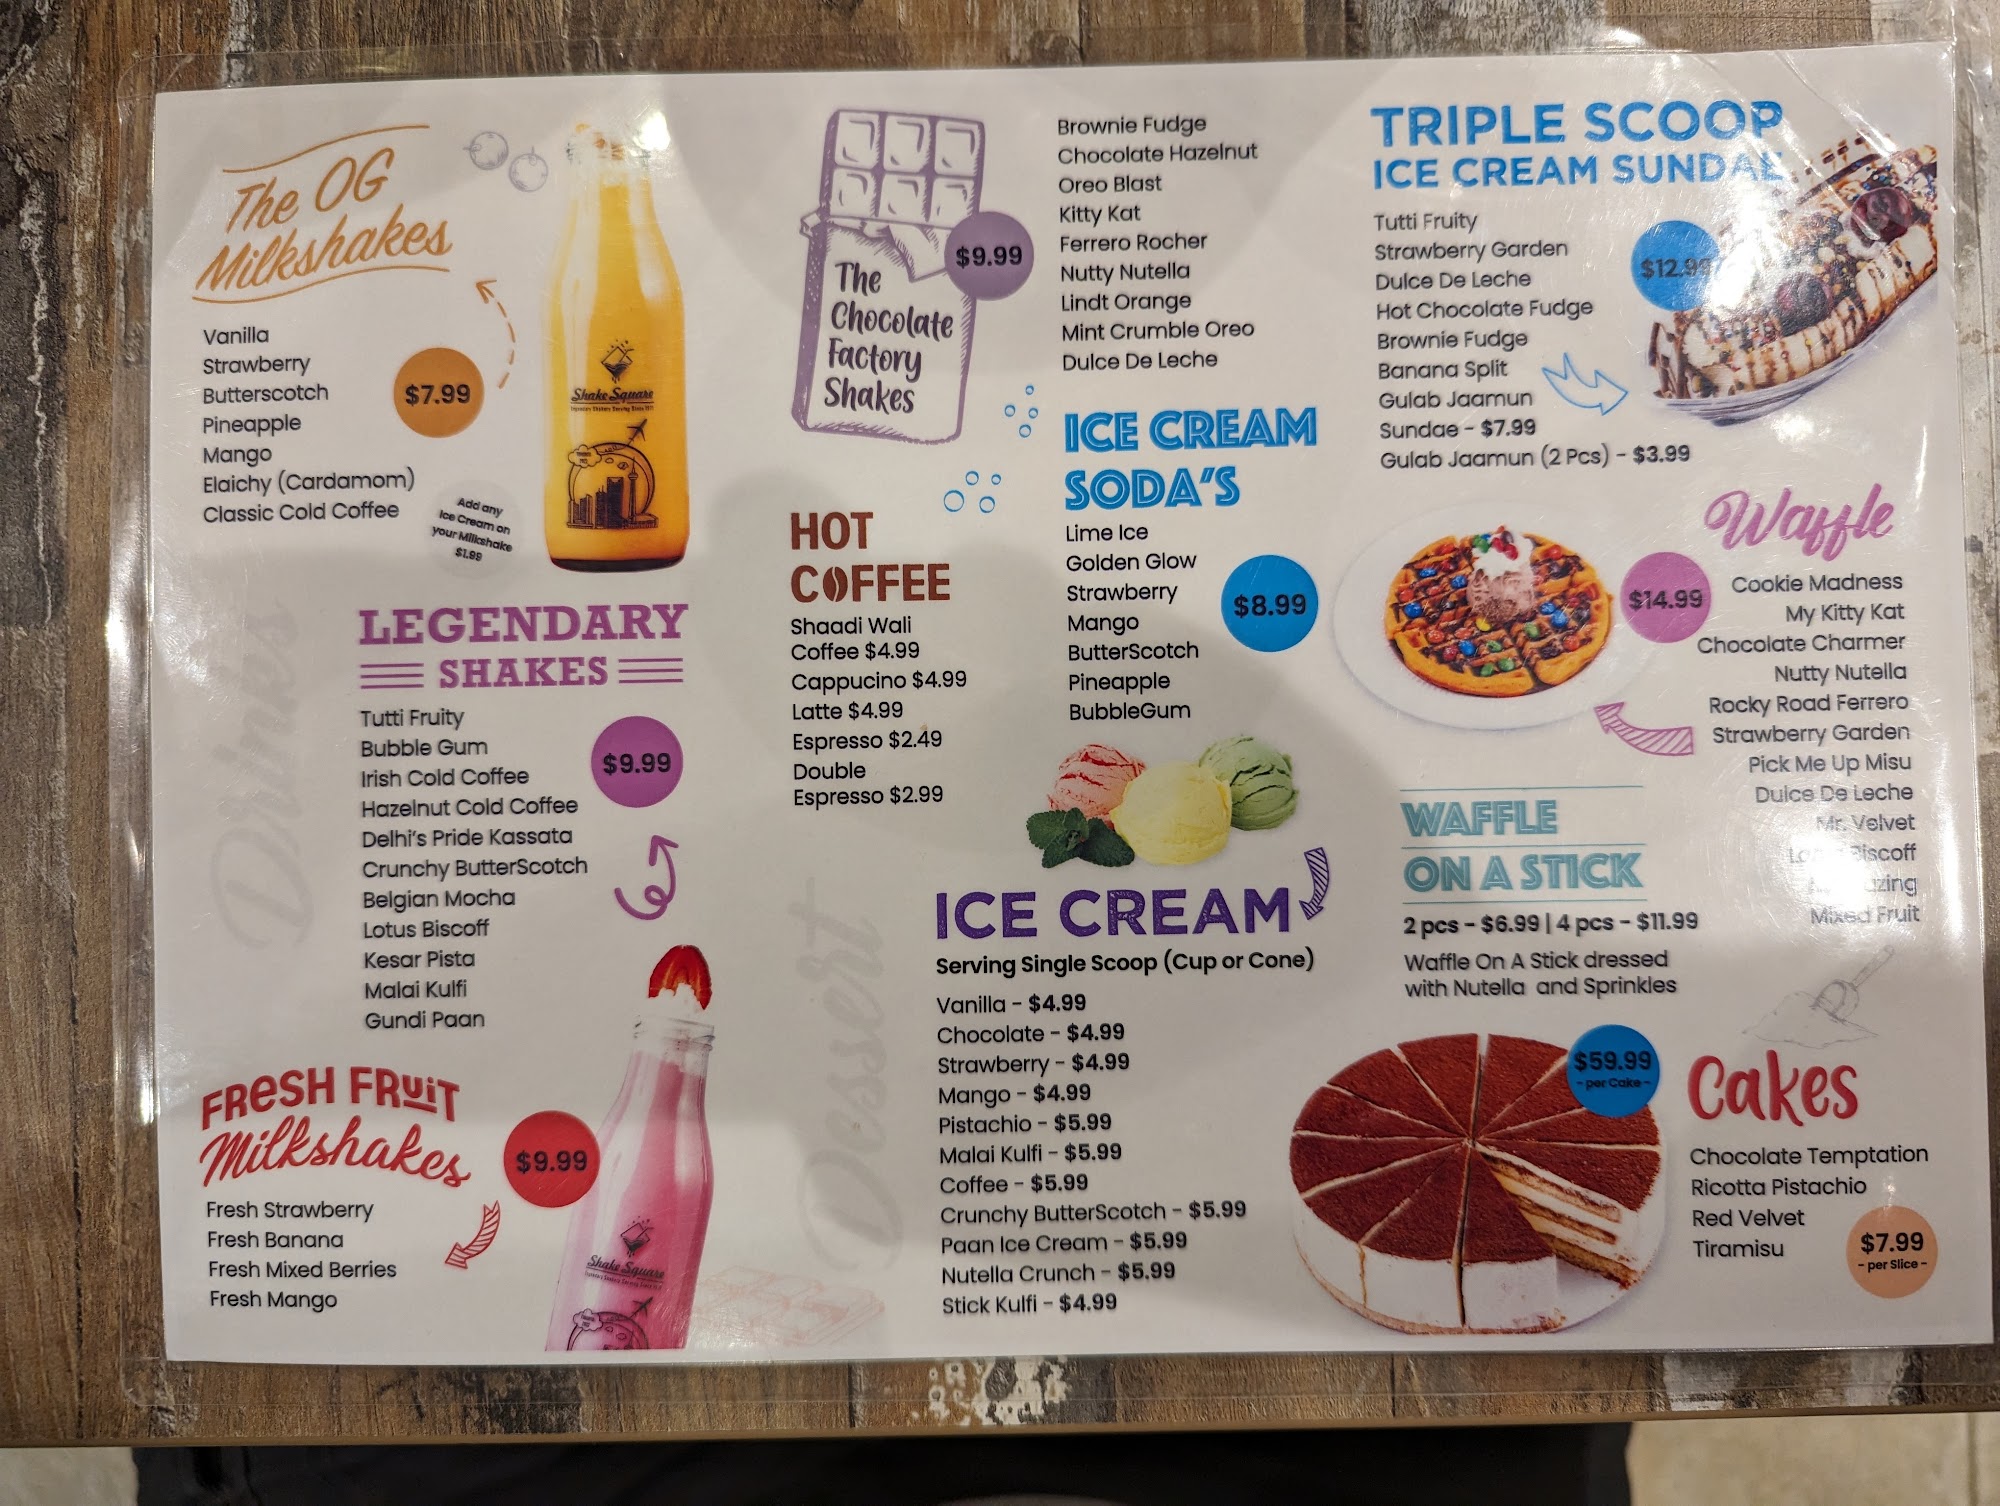 The OG
Milkshakes
Vanilla
Strawberry
Butterscotch
Pineapple
Mango
Elaichy (Cardamom)
Classic Cold Coffee
$7.99
Add any
Ice Cream on
your Milkshake
$1.99
Shake Square
Drinks
LEGENDARY
SHAKES
Tutti Fruity
Bubble Gum
Irish Cold Coffee
Hazelnut Cold Coffee
Delhi's Pride Kassata
Crunchy ButterScotch
Belgian Mocha
Lotus Biscoff
Kesar Pista
Malai Kulfi
Gundi Paan
$9.99
FRESH FRUIT
Milkshakes
$9.99
Fresh Strawberry
Fresh Banana
Fresh Mixed Berries
Fresh Mango
Shake Square
The
Chocolate
Factory
Shakes
$9.99
Brownie Fudge
Chocolate Hazelnut
Oreo Blast
Kitty Kat
Ferrero Rocher
Nutty Nutella
Lindt Orange
Mint Crumble Oreo
Dulce De Leche
HOT
COFFEE
Shaadi Wali
Coffee $4.99
Cappucino $4.99
Latte $4.99
Espresso $2.49
Double
Espresso $2.99
ICE CREAM
SODA'S
Lime Ice
Golden Glow
Strawberry
Mango
ButterScotch
Pineapple
BubbleGum
$8.99
Dessert
ICE CREAM
Serving Single Scoop (Cup or Cone)
Vanilla - $4.99
Chocolate - $4.99
Strawberry - $4.99
Mango - $4.99
Pistachio - $5.99
Malai Kulfi - $5.99
Coffee - $5.99
Crunchy ButterScotch - $5.99
Paan Ice Cream - $5.99
Nutella Crunch - $5.99
Stick Kulfi - $4.99
TRIPLE SCOOP
ICE CREAM SUNDAE
Tutti Fruity
Strawberry Garden
Dulce De Leche
Hot Chocolate Fudge
Brownie Fudge
Banana Split
Gulab Jaamun
Sundae - $7.99
Gulab Jaamun (2 Pcs) - $3.99
$12.99
Waffle
$14.99
Cookie Madness
My Kitty Kat
Chocolate Charmer
Nutty Nutella
Rocky Road Ferrero
Strawberry Garden
Pick Me Up Misu
Dulce De Leche
Mr. Velvet
Biscoff
Mixed Fruit
WAFFLE
ON A STICK
2 pcs - $6.99 | 4 pcs - $11.99
Waffle On A Stick dressed
with Nutella and Sprinkles
$59.99
- per Cake -
Cakes
Chocolate Temptation
Ricotta Pistachio
Red Velvet
Tiramisu
$7.99
- per Slice -